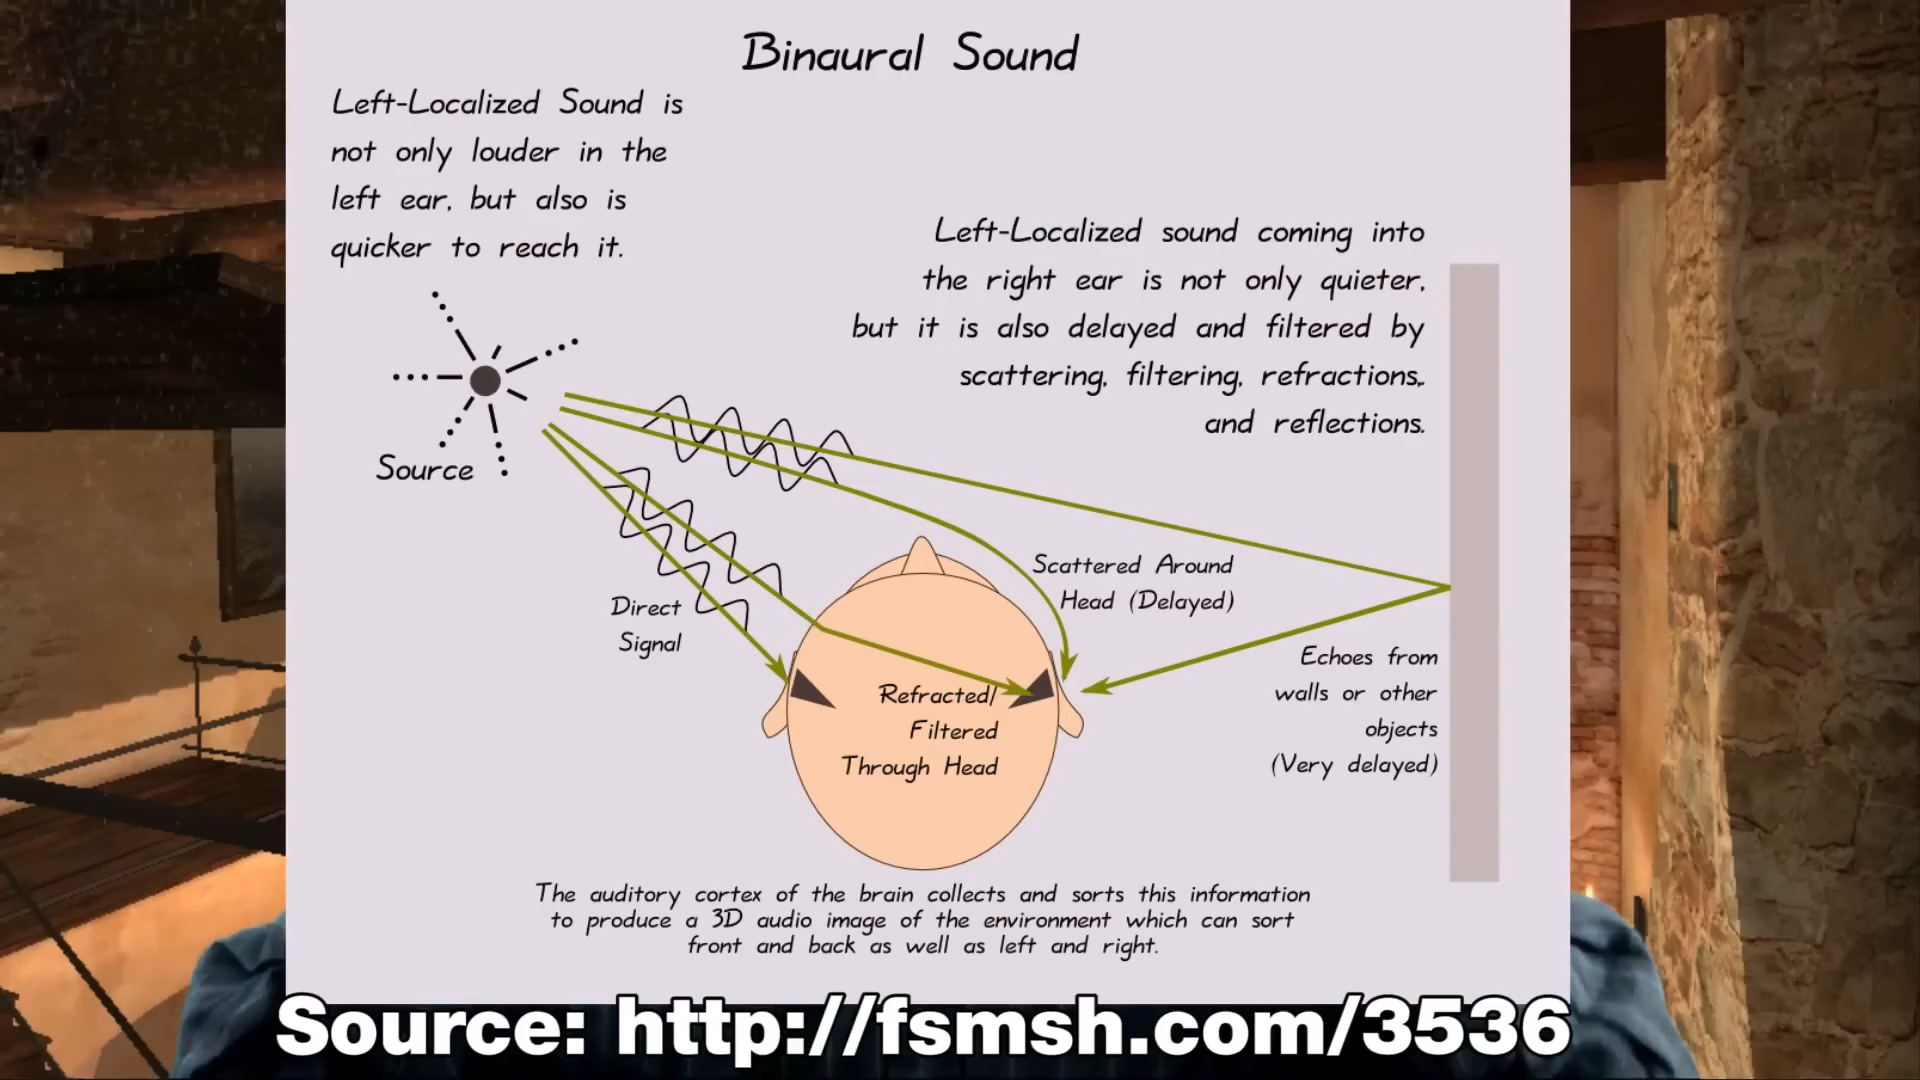 Binaural Sound
Left-Localized Sound is
not only louder in the
left ear, but also is
quicker to reach it.
Left-Localized sound coming into
the right ear is not only quieter,
but it is also delayed and filtered by
scattering, filtering, refractions,.
and reflections.
Source
Scattered Around
Head (Delayed)
Direct
Signal
Echoes from
walls or other
objects
(Very delayed)
Refracted/
Filtered
Through Head
The auditory cortex of the brain collects and sorts this information
to produce a 3D audio image of the environment which can sort
front and back as well as left and right.
Source: http://fsmsh.com/3536